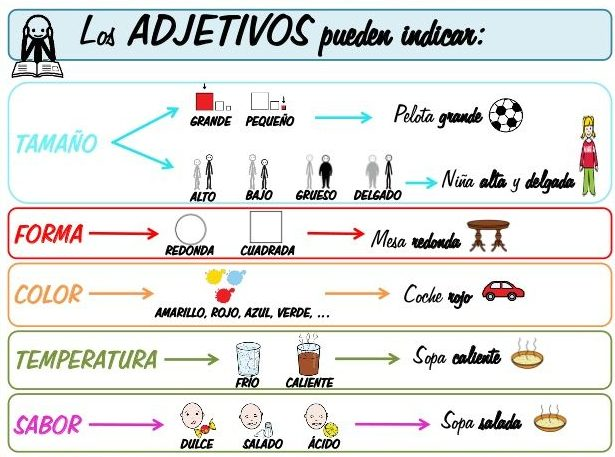 Los ADJETIVOS pueden indicar:
TAMAÑO
GRANDE PEQUEÑO
Pelota grande
ALTO BAJO GRUESO DELGADO
Niña alta y delgada
FORMA
REDONDA CUADRADA
Mesa redonda
COLOR
AMARILLO, ROJO, AZUL, VERDE, ...
Coche rojo
TEMPERATURA
FRÍO CALIENTE
Sopa caliente
SABOR
DULCE SALADO ÁCIDO
Sopa salada